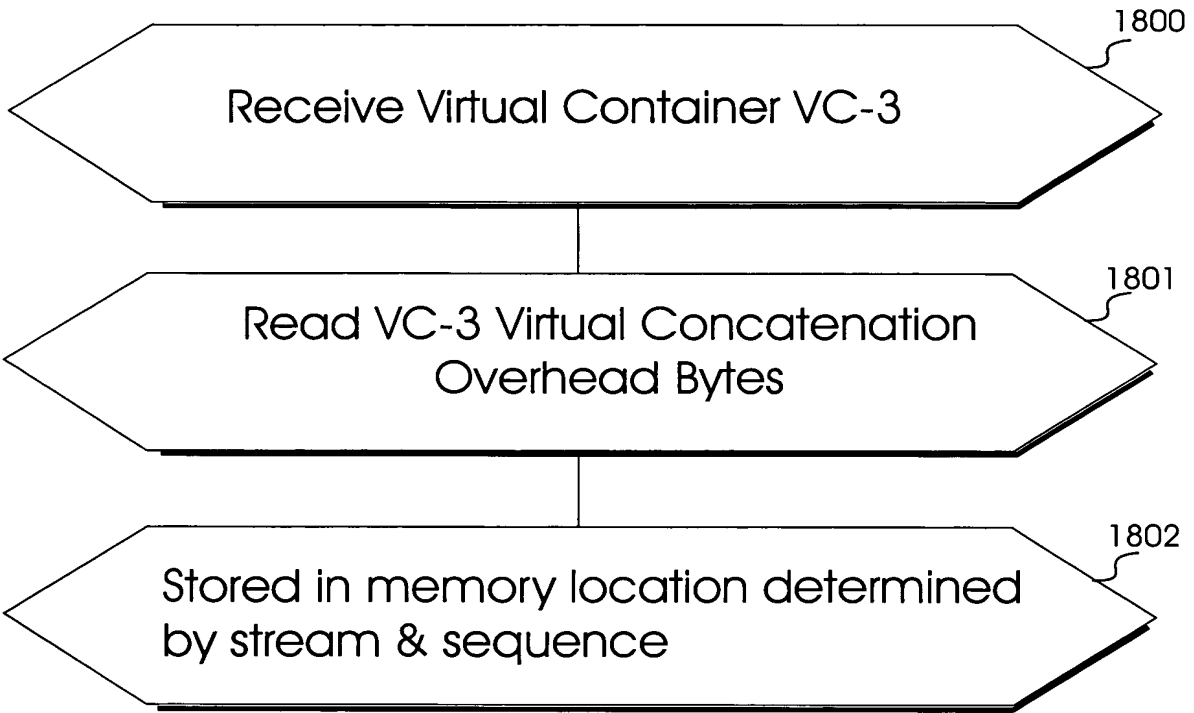 1800
Receive Virtual Container VC-3
1801
Read VC-3 Virtual Concatenation
Overhead Bytes
1802
Stored in memory location determined
by stream & sequence